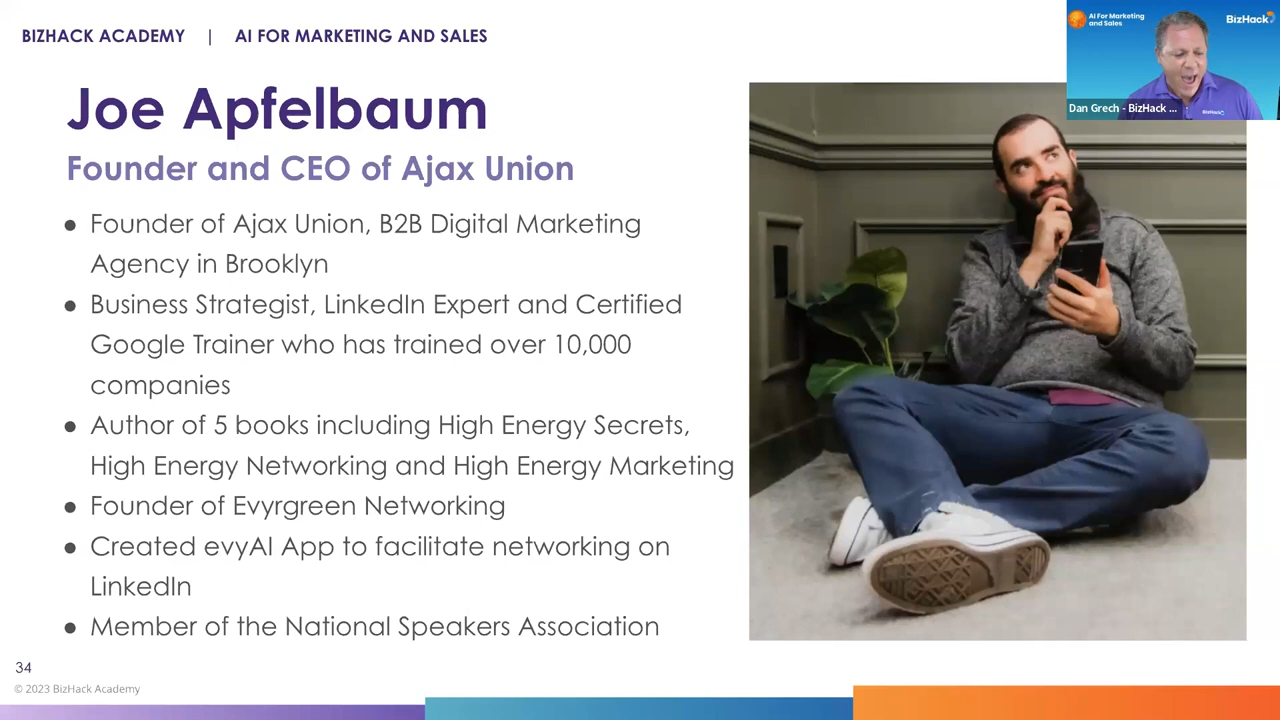 BIZHACK ACADEMY | AI FOR MARKETING AND SALES
AI For Marketing
and Sales
BizHack
Dan Grech - BizHack ...
Joe Apfelbaum
Founder and CEO of Ajax Union
● Founder of Ajax Union, B2B Digital Marketing
Agency in Brooklyn
● Business Strategist, LinkedIn Expert and Certified
Google Trainer who has trained over 10,000
companies
● Author of 5 books including High Energy Secrets,
High Energy Networking and High Energy Marketing
● Founder of Evyrgreen Networking
● Created evyAI App to facilitate networking on
LinkedIn
● Member of the National Speakers Association
34
© 2023 BizHack Academy
BizHack